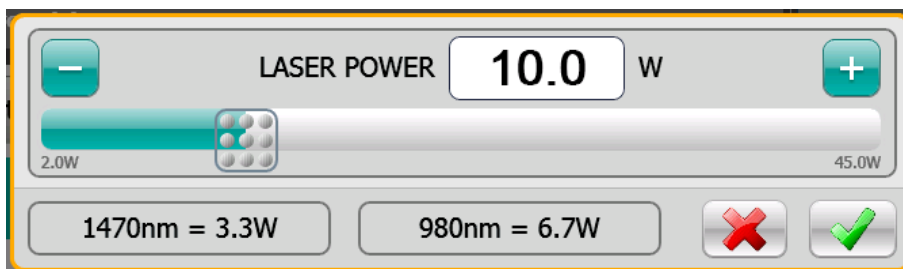 − LASER POWER 10.0 W +
2.0W 45.0W
1470nm = 3.3W 980nm = 6.7W